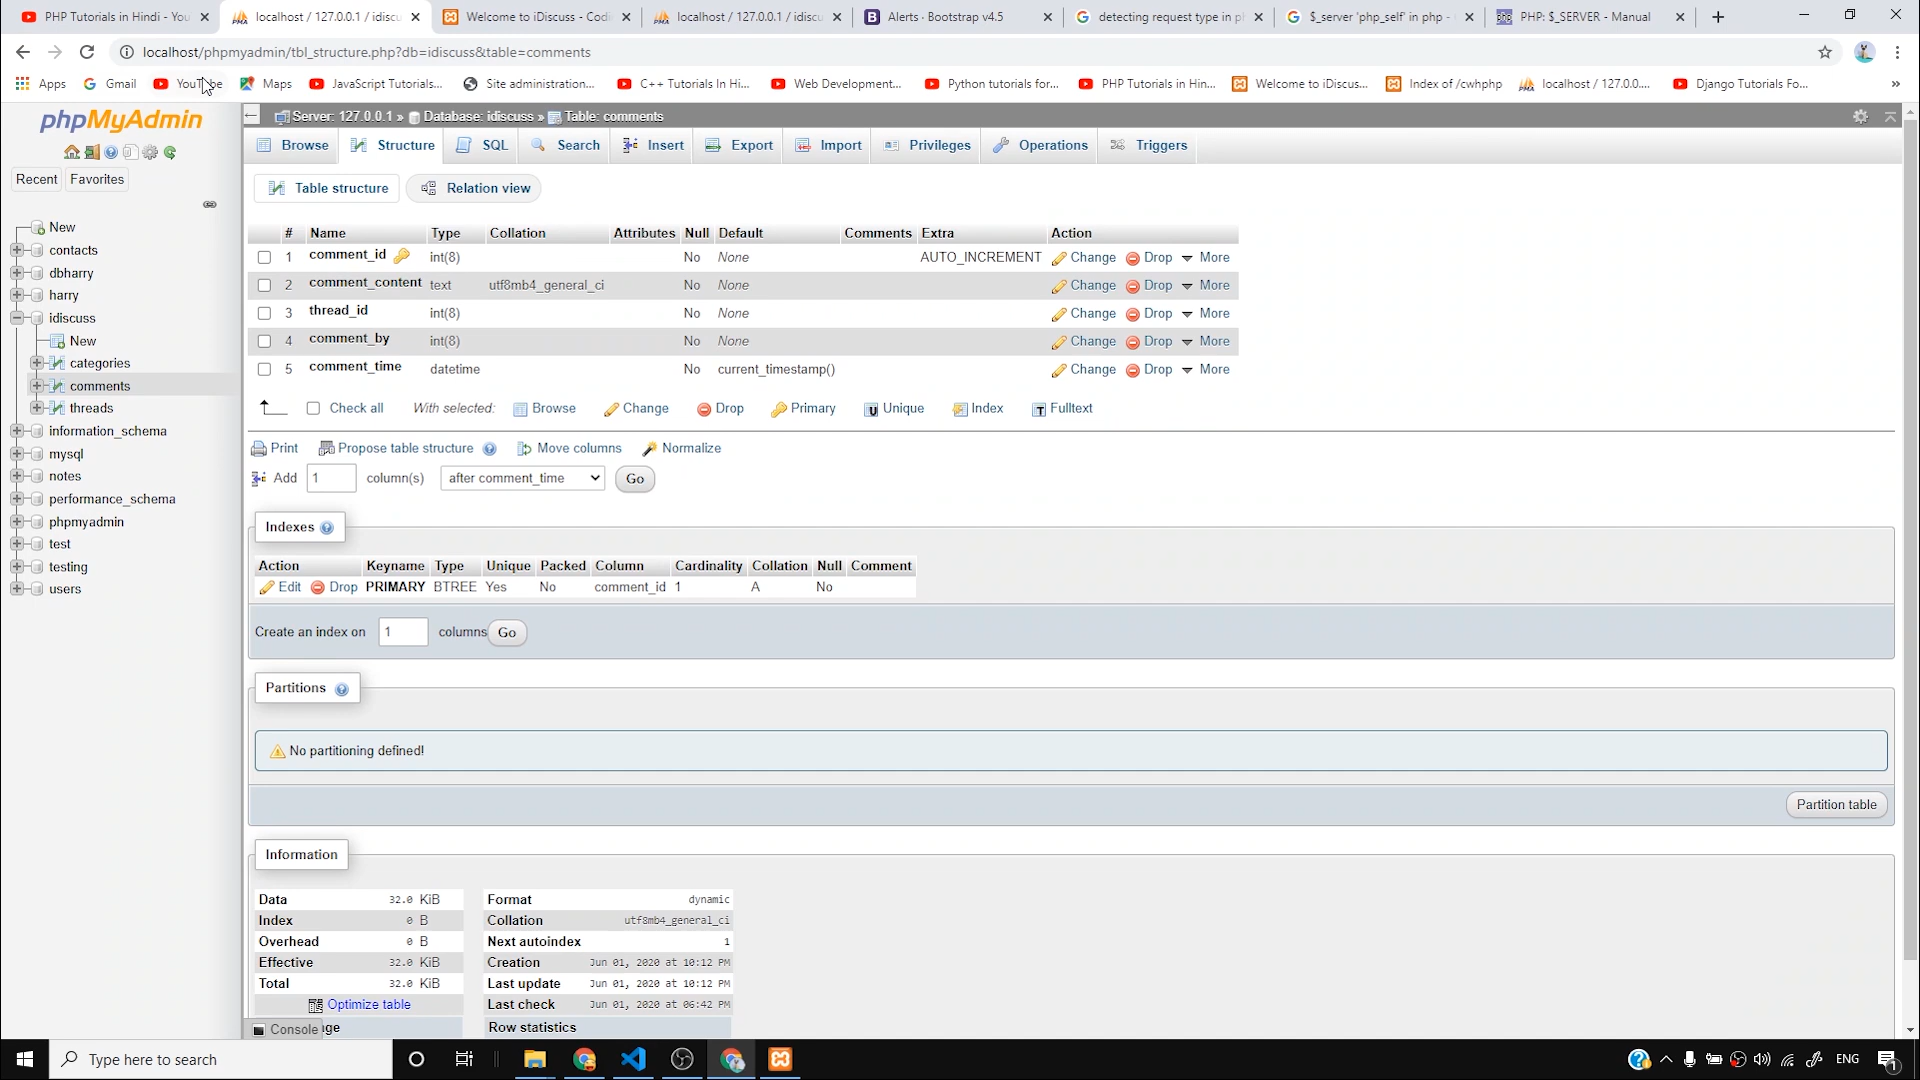 PHP Tutorials in Hindi - You
localhost / 127.0.0.1 / idiscu
Welcome to iDiscuss - Codi
localhost / 127.0.0.1 / idiscu
Alerts · Bootstrap v4.5
detecting request type in p
$_server 'php_self' in php -
PHP: $_SERVER - Manual
localhost/phpmyadmin/tbl_structure.php?db=idiscuss&table=comments
Apps Gmail YouTube Maps JavaScript Tutorials... Site administration... C++ Tutorials In Hi... Web Development... Python tutorials for... PHP Tutorials in Hin... Welcome to iDiscus... Index of /cwhphp localhost / 127.0.0.... Django Tutorials Fo... »
phpMyAdmin
Recent Favorites
New
contacts
dbharry
harry
idiscuss
New
categories
comments
threads
information_schema
mysql
notes
performance_schema
phpmyadmin
test
testing
users
Server: 127.0.0.1 » Database: idiscuss » Table: comments
Browse Structure SQL Search Insert Export Import Privileges Operations Triggers
Table structure Relation view
# Name Type Collation Attributes Null Default Comments Extra Action
1 comment_id int(8) No None AUTO_INCREMENT Change Drop More
2 comment_content text utf8mb4_general_ci No None Change Drop More
3 thread_id int(8) No None Change Drop More
4 comment_by int(8) No None Change Drop More
5 comment_time datetime No current_timestamp() Change Drop More
Check all With selected: Browse Change Drop Primary Unique Index Fulltext
Print Propose table structure Move columns Normalize
Add 1 column(s) after comment_time Go
Indexes
Action Keyname Type Unique Packed Column Cardinality Collation Null Comment
Edit Drop PRIMARY BTREE Yes No comment_id 1 A No
Create an index on 1 columns Go
Partitions
No partitioning defined!
Partition table
Information
Data 32.0 KiB
Index 0 B
Overhead 0 B
Effective 32.0 KiB
Total 32.0 KiB
Optimize table
Format dynamic
Collation utf8mb4_general_ci
Next autoindex 1
Creation Jun 01, 2020 at 10:12 PM
Last update Jun 01, 2020 at 10:12 PM
Last check Jun 01, 2020 at 06:42 PM
Row statistics
Console
Type here to search
ENG
1